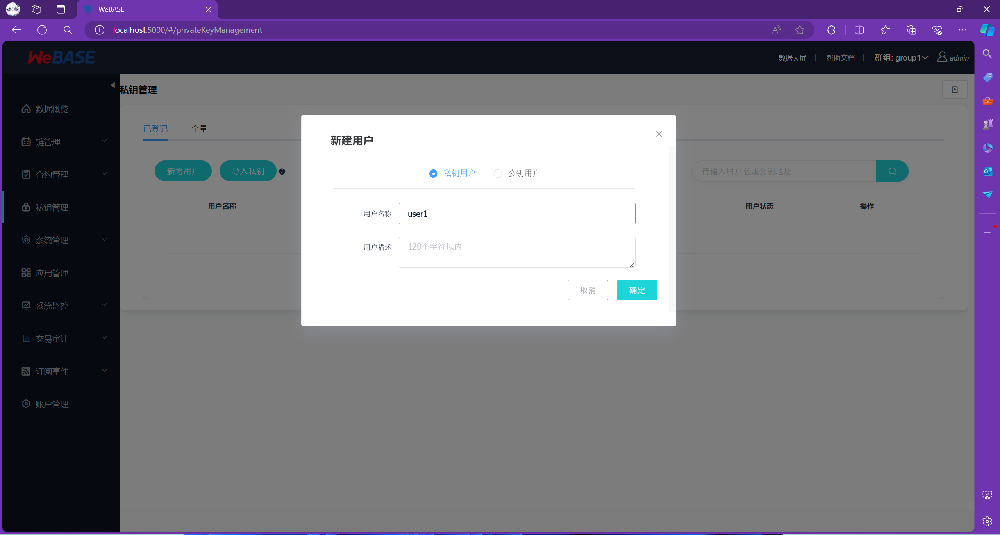 WeBASE
localhost:5000/#/privateKeyManagement
WeBASE
数据大屏
帮助文档
群组: group1
admin
私钥管理
数据概览
链管理
合约管理
私钥管理
系统管理
应用管理
系统监控
交易审计
订阅事件
账户管理
已登记
全量
新增用户
导入私钥
请输入用户名或公钥地址
用户名称
用户状态
操作
新建用户
私钥用户
公钥用户
用户名称
user1
用户描述
120个字符以内
取消
确定